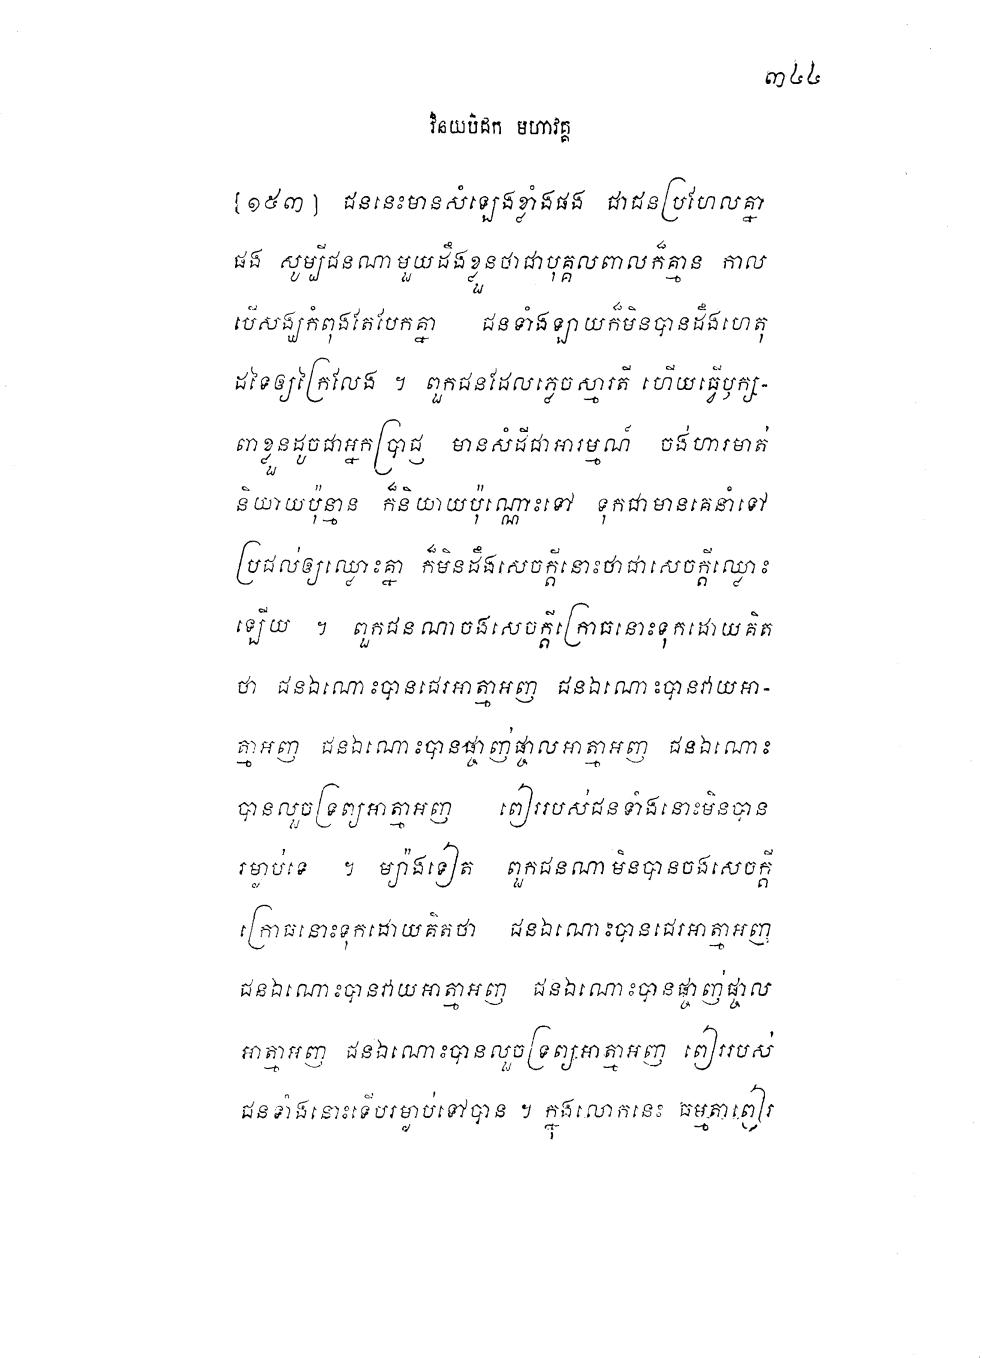 ៣៤៤
វិនយបិដក មហាវគ្គ
[១៥៣] ជននេះមានសំឡេងខ្លាំងផង ជាជនប្រហែលគ្នា
ផង សូម្បីជនណាមួយដឹងខ្លួនថាជាបុគ្គលពាលក៏គ្មាន កាល
បើសង្ឃកំពុងតែបែកគ្នា ជនទាំងឡាយក៏មិនបានដឹងហេតុ
ដទៃឲ្យក្រៃលែង ។ ពួកជនដែលភ្លេចស្មារតី ហើយធ្វើឫក្ស-
ពាខ្លួនដូចជាអ្នកប្រាជ្ញ មានសំដីជាអារម្មណ៍ ចង់ហារមាត់
និយាយប៉ុន្មាន ក៏និយាយប៉ុណ្ណោះទៅ ទុកជាមានគេនាំទៅ
ប្រជល់ឲ្យឈ្លោះគ្នា ក៏មិនដឹងសេចក្តីនោះថាជាសេចក្តីឈ្លោះ
ឡើយ ។ ពួកជនណាចងសេចក្តីក្រោធនោះទុកដោយគិត
ថា ជនឯណោះបានជេរអាត្មាអញ ជនឯណោះបានវាយអា-
ត្មាអញ ជនឯណោះបានផ្ចាញ់ផ្ចាលអាត្មាអញ ជនឯណោះ
បានលួចទ្រព្យអាត្មាអញ ពៀររបស់ជនទាំងនោះមិនបាន
រម្ងាប់ទេ ។ ម្យ៉ាងទៀត ពួកជនណាមិនបានចងសេចក្តី
ក្រោធនោះទុកដោយគិតថា ជនឯណោះបានជេរអាត្មាអញ
ជនឯណោះបានវាយអាត្មាអញ ជនឯណោះបានផ្ចាញ់ផ្ចាល
អាត្មាអញ ជនឯណោះបានលួចទ្រព្យអាត្មាអញ ពៀររបស់
ជនទាំងនោះទើបរម្ងាប់ទៅបាន ។ ក្នុងលោកនេះ ធម្មតាពៀរ